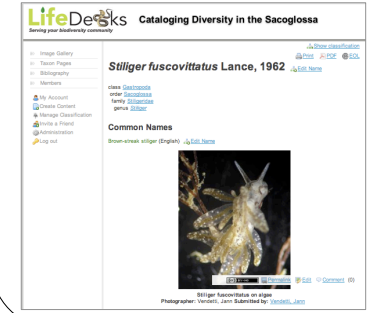 LifeDesks
Serving your biodiversity community
Cataloging Diversity in the Sacoglossa
Show classification
Print PDF EOL
Image Gallery
Taxon Pages
Bibliography
Members
My Account
Create Content
Manage Classification
Invite a Friend
Administration
Log out
Stiliger fuscovittatus Lance, 1962 Edit Name
class Gastropoda
order Sacoglossa
family Stiligeridae
genus Stiliger
Common Names
Brown-streak stiliger (English) Edit Name
Permalink Edit Comment (0)
Stiliger fuscovittatus on algae
Photographer: Vendetti, Jann Submitted by: Vendetti, Jann